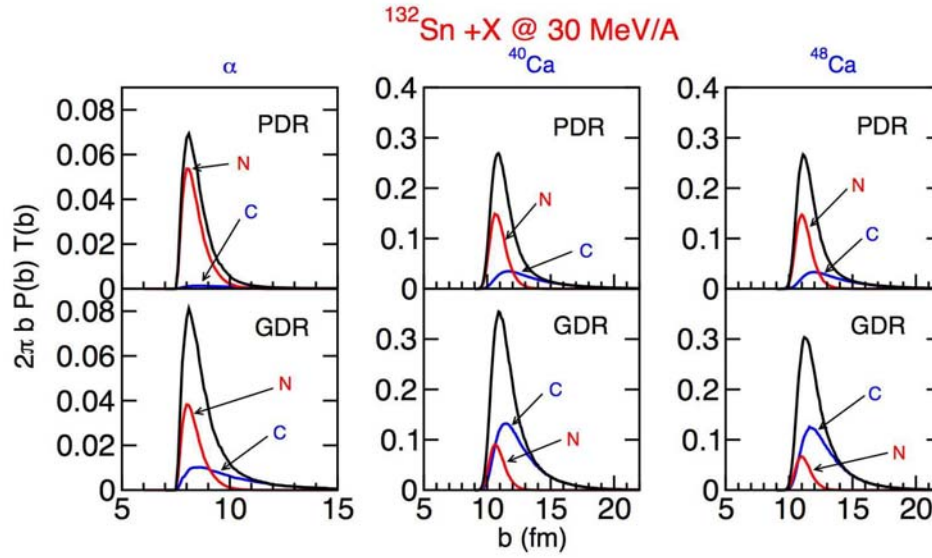 ¹³²Sn +X @ 30 MeV/A
α
⁴⁰Ca
⁴⁸Ca
2π b P(b) T(b)
0.08
0.06
0.04
0.02
0
PDR
N
C
0.4
0.3
0.2
0.1
0
PDR
N
C
0.4
0.3
0.2
0.1
0
PDR
N
C
0.08
0.06
0.04
0.02
0
GDR
N
C
5 10 15
0.3
0.2
0.1
0
GDR
C
N
5 10 15 20
0.3
0.2
0.1
0
GDR
C
N
5 10 15 20
b (fm)